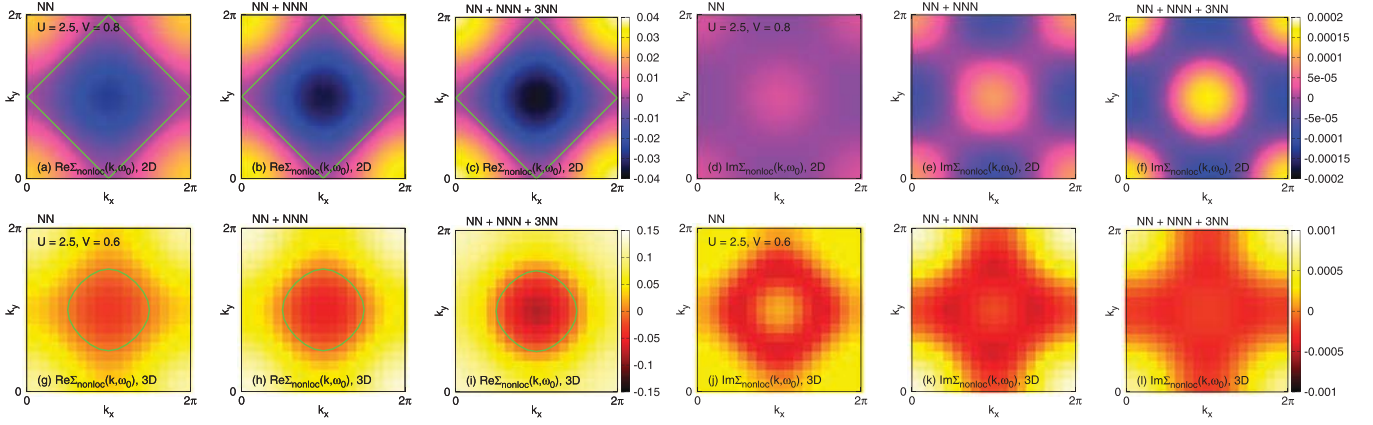 NN
NN + NNN
NN + NNN + 3NN
NN
NN + NNN
NN + NNN + 3NN
2π
U = 2.5, V = 0.8
k_y
(a) ReΣ_nonloc(k,ω_0), 2D
0
0
k_x
2π
2π
k_y
(b) ReΣ_nonloc(k,ω_0), 2D
0
0
k_x
2π
2π
k_y
(c) ReΣ_nonloc(k,ω_0), 2D
0
0
k_x
2π
0.04
0.03
0.02
0.01
0
-0.01
-0.02
-0.03
-0.04
2π
U = 2.5, V = 0.8
k_y
(d) ImΣ_nonloc(k,ω_0), 2D
0
0
k_x
2π
2π
k_y
(e) ImΣ_nonloc(k,ω_0), 2D
0
0
k_x
2π
2π
k_y
(f) ImΣ_nonloc(k,ω_0), 2D
0
0
k_x
2π
0.0002
0.00015
0.0001
5e-05
0
-5e-05
-0.0001
-0.00015
-0.0002
NN
NN + NNN
NN + NNN + 3NN
NN
NN + NNN
NN + NNN + 3NN
2π
U = 2.5, V = 0.6
k_y
(g) ReΣ_nonloc(k,ω_0), 3D
0
0
k_x
2π
2π
k_y
(h) ReΣ_nonloc(k,ω_0), 3D
0
0
k_x
2π
2π
k_y
(i) ReΣ_nonloc(k,ω_0), 3D
0
0
k_x
2π
0.15
0.1
0.05
0
-0.05
-0.1
-0.15
2π
U = 2.5, V = 0.6
k_y
(j) ImΣ_nonloc(k,ω_0), 3D
0
0
k_x
2π
2π
k_y
(k) ImΣ_nonloc(k,ω_0), 3D
0
0
k_x
2π
2π
k_y
(l) ImΣ_nonloc(k,ω_0), 3D
0
0
k_x
2π
0.001
0.0005
0
-0.0005
-0.001